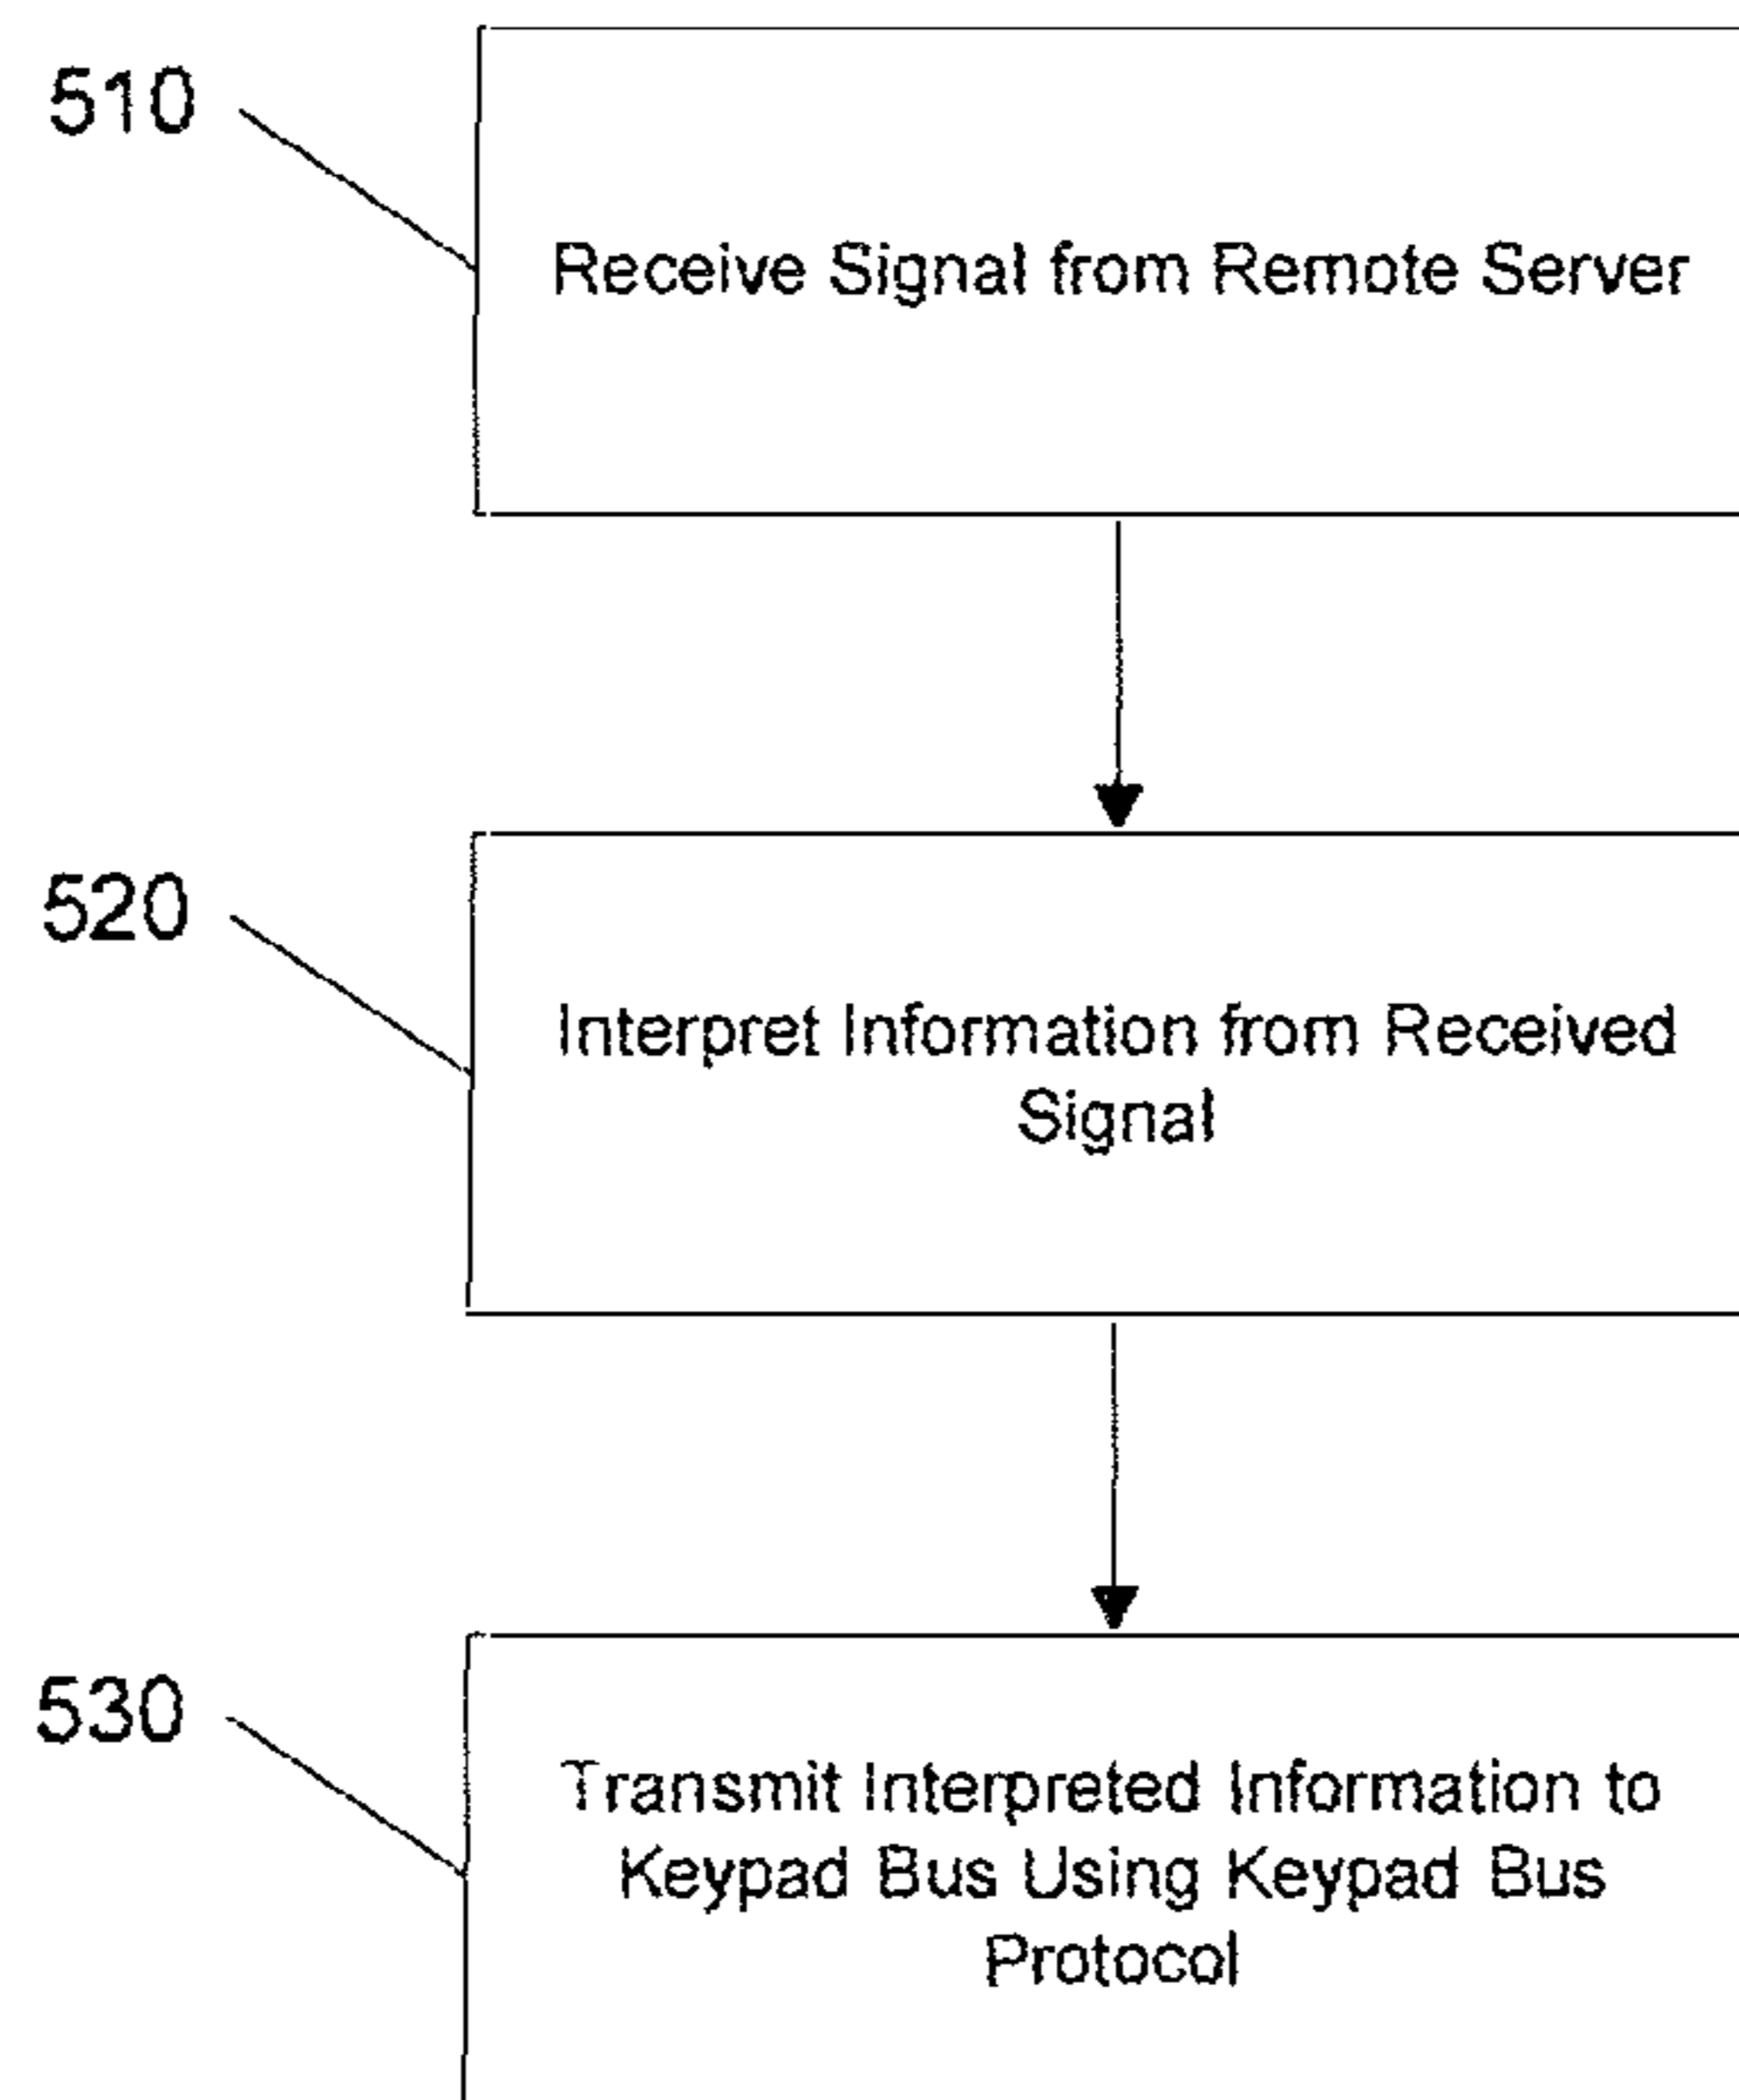 510
Receive Signal from Remote Server
520
Interpret Information from Received
Signal
530
Transmit Interpreted Information to
Keypad Bus Using Keypad Bus
Protocol